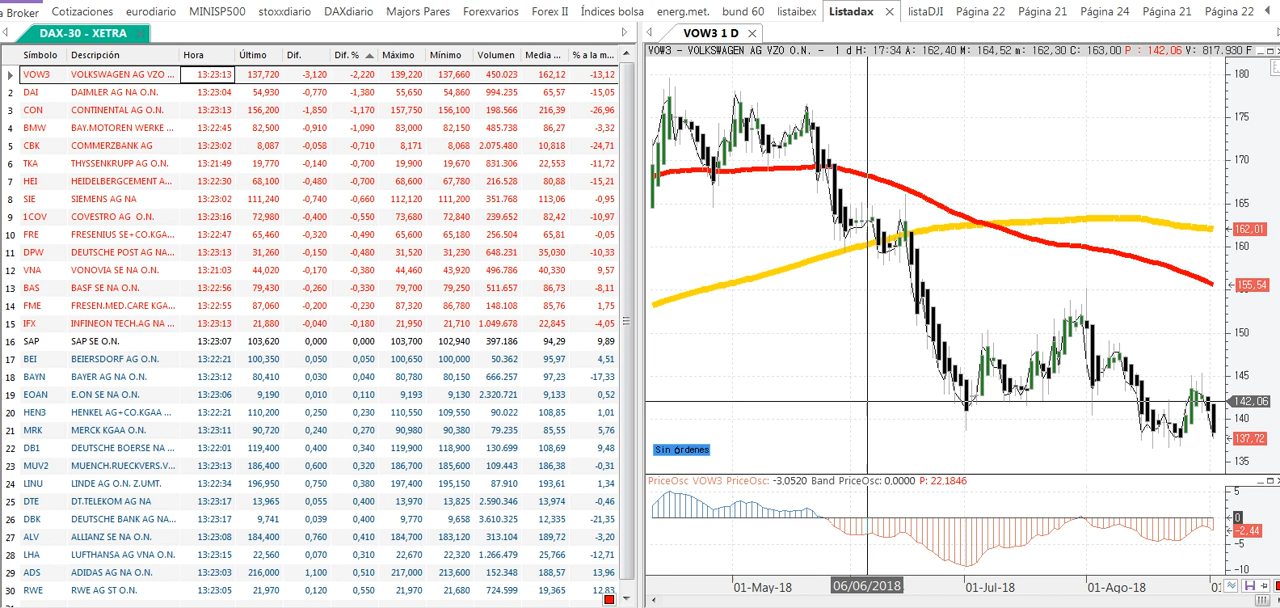 a Broker Cotizaciones eurodiario MINISP500 stoxxdiario DAXdiario Majors Pares Forexvarios Forex II Índices bolsa energ.met. bund 60 listaibex Listadax listaDJI Página 22 Página 21 Página 24 Página 21 Página 22
DAX-30 - XETRA
Símbolo Descripción Hora Último Dif. Dif. % Máximo Mínimo Volumen Media ... % a la m...
VOW3 VOLKSWAGEN AG VZO ... 13:23:13 137,720 -3,120 -2,220 139,220 137,660 450.023 162,12 -13,12
2 DAI DAIMLER AG NA O.N. 13:23:04 54,930 -0,770 -1,380 55,650 54,860 994.235 65,57 -15,05
3 CON CONTINENTAL AG O.N. 13:23:13 156,200 -1,850 -1,170 157,750 156,100 198.566 216,39 -26,96
4 BMW BAY.MOTOREN WERKE ... 13:22:45 82,500 -0,910 -1,090 83,000 82,150 485.738 86,27 -3,32
5 CBK COMMERZBANK AG 13:23:02 8,087 -0,058 -0,710 8,171 8,068 2.075.480 10,818 -24,71
6 TKA THYSSENKRUPP AG O.N. 13:21:49 19,770 -0,140 -0,700 19,900 19,670 831.306 22,553 -11,72
7 HEI HEIDELBERGCEMENT A... 13:22:30 68,100 -0,480 -0,700 68,600 67,780 216.528 80,88 -15,21
8 SIE SIEMENS AG NA 13:23:02 111,240 -0,740 -0,660 112,120 111,200 351.768 113,06 -0,95
9 1COV COVESTRO AG O.N. 13:23:16 72,980 -0,400 -0,550 73,680 72,840 239.652 82,42 -10,97
10 FRE FRESENIUS SE+CO.KGA... 13:22:47 65,460 -0,320 -0,490 65,600 65,180 256.504 65,81 -0,05
11 DPW DEUTSCHE POST AG NA... 13:23:13 31,260 -0,150 -0,480 31,520 31,220 648.231 35,030 -10,33
12 VNA VONOVIA SE NA O.N. 13:21:03 44,020 -0,170 -0,380 44,460 43,920 496.786 40,330 9,57
13 BAS BASF SE NA O.N. 13:22:56 79,430 -0,260 -0,330 79,700 79,250 511.657 86,73 -8,11
14 FME FRESEN.MED.CARE KGA... 13:22:55 87,060 -0,200 -0,230 87,320 86,780 148.108 85,76 1,75
15 IFX INFINEON TECH.AG NA ... 13:23:13 21,880 -0,040 -0,180 21,950 21,710 1.049.678 22,845 -4,05
16 SAP SAP SE O.N. 13:23:07 103,620 0,000 0,000 103,700 102,940 397.186 94,29 9,89
17 BEI BEIERSDORF AG O.N. 13:22:21 100,350 0,050 0,050 100,650 100,000 50.362 95,97 4,51
18 BAYN BAYER AG NA O.N. 13:23:12 80,410 0,030 0,040 80,780 80,150 666.257 97,23 -17,33
19 EOAN E.ON SE NA O.N. 13:23:06 9,190 0,010 0,110 9,193 9,130 2.320.721 9,133 0,52
20 HEN3 HENKEL AG+CO.KGAA ... 13:22:21 110,200 0,250 0,230 110,550 109,550 90.022 108,85 1,01
21 MRK MERCK KGAA O.N. 13:22:11 90,720 0,240 0,270 90,980 90,380 79.235 85,55 5,76
22 DB1 DEUTSCHE BOERSE NA ... 13:22:02 119,400 0,400 0,340 119,900 118,900 130.699 108,69 9,48
23 MUV2 MUENCH.RUECKVERS.V... 13:23:13 186,400 0,600 0,320 186,700 185,600 109.443 186,38 -0,31
24 LINU LINDE AG O.N. Z.UMT. 13:22:34 196,950 0,750 0,380 197,400 195,150 87.910 193,61 1,34
25 DTE DT.TELEKOM AG NA 13:23:17 13,965 0,055 0,400 13,970 13,825 2.590.346 13,974 -0,46
26 DBK DEUTSCHE BANK AG NA... 13:23:17 9,741 0,039 0,400 9,770 9,658 3.610.325 12,335 -21,35
27 ALV ALLIANZ SE NA O.N. 13:23:08 184,400 0,760 0,410 184,700 183,120 313.104 189,72 -3,20
28 LHA LUFTHANSA AG VNA O.N. 13:23:15 22,560 0,070 0,310 22,670 22,320 1.266.479 25,766 -12,71
29 ADS ADIDAS AG NA O.N. 13:23:03 216,000 1,100 0,510 217,000 213,600 152.348 188,57 13,96
30 RWE RWE AG ST O.N. 13:23:05 21,970 0,120 0,550 21,930 21,680 724.599 19,365 12,83
VOW3 1 D
VOW3 - VOLKSWAGEN AG VZO O.N. - 1 d H: 17:34 A: 162,40 M: 164,52 m: 162,30 C: 163,00 P : 142,06 V: 817.930 F
180
175
170
165
162,01
160
155,54
150
145
142,06
140
137,72
135
Sin órdenes
PriceOsc VOW3 PriceOsc: -3.0520 Band PriceOsc: 0,0000 P: 22.1846
5
0
-2,44
-5
-10
01-May-18 06/06/2018 01-Jul-18 01-Ago-18